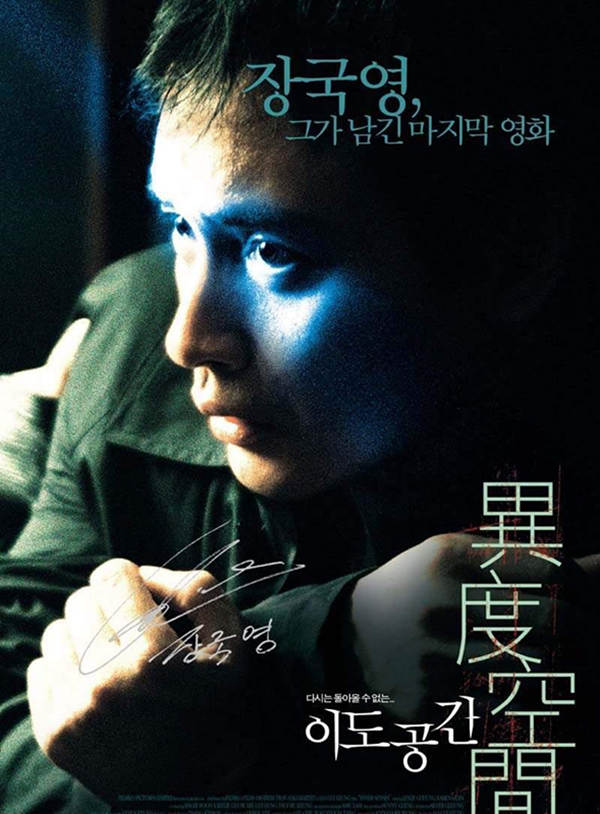 장국영,
그가 남긴 마지막 영화
장국영
다시는 돌아올 수 없는...
이도공간
異度空間